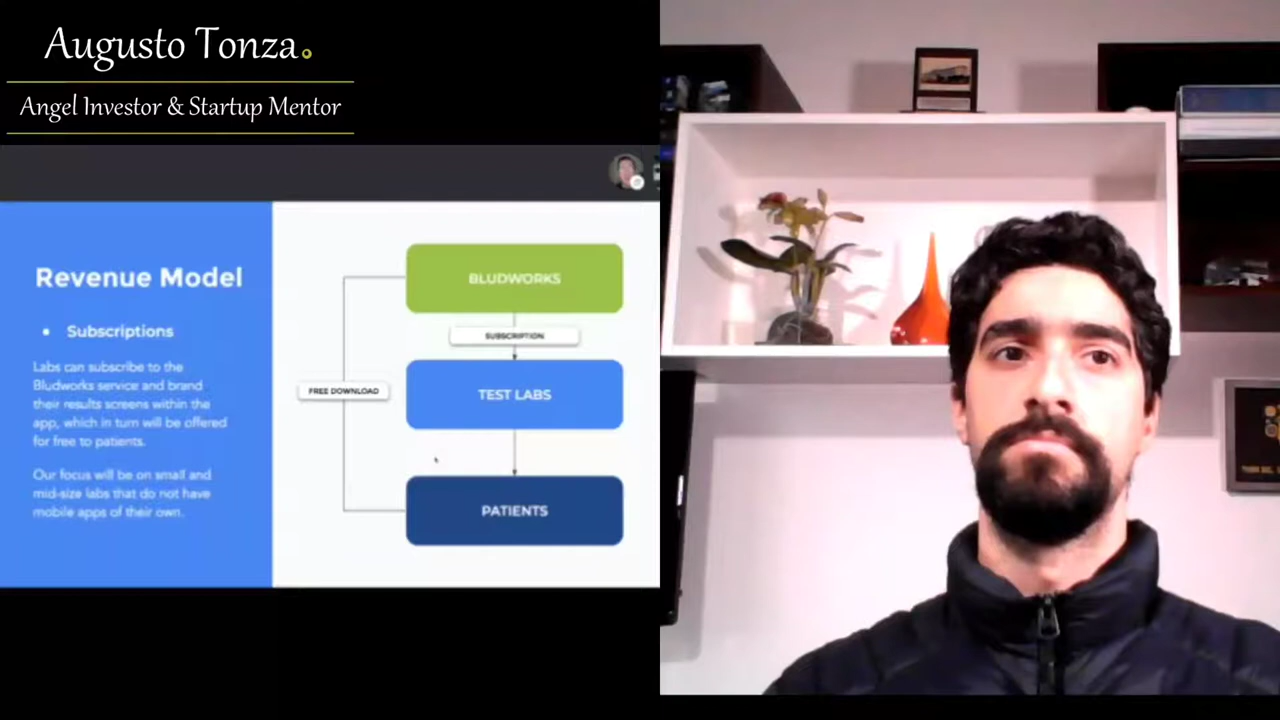 Augusto Tonza.
Angel Investor & Startup Mentor
Revenue Model
• Subscriptions
Labs can subscribe to the
Bludworks service and brand
their results screens within the
app, which in turn will be offered
for free to patients.
Our focus will be on small and
mid-size labs that do not have
mobile apps of their own.
BLUDWORKS
SUBSCRIPTION
TEST LABS
FREE DOWNLOAD
PATIENTS